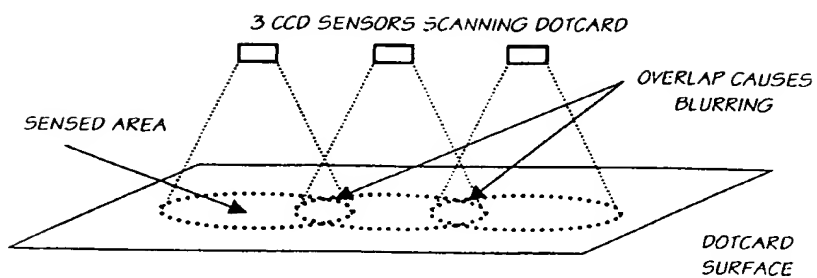 3 CCD SENSORS SCANNING DOTCARD
OVERLAP CAUSES
BLURRING
SENSED AREA
DOTCARD
SURFACE